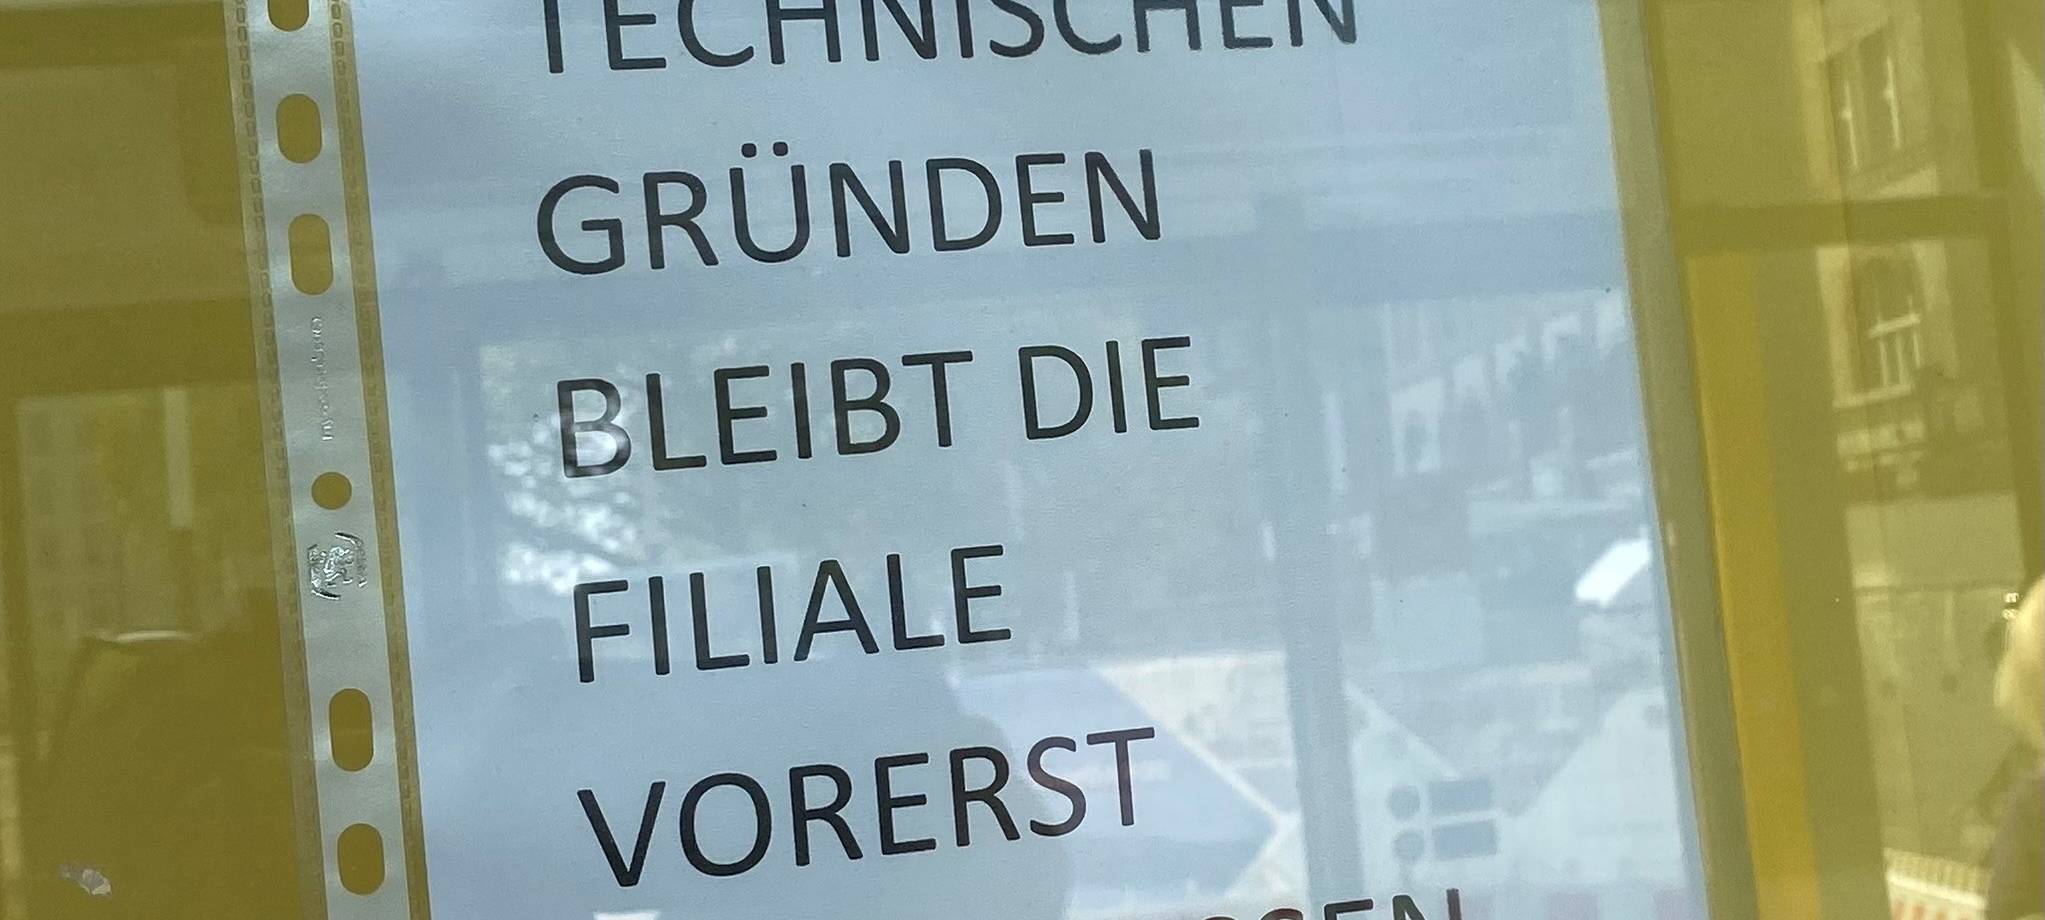 TECHNISCHEN
GRÜNDEN
BLEIBT DIE
FILIALE
VORERST